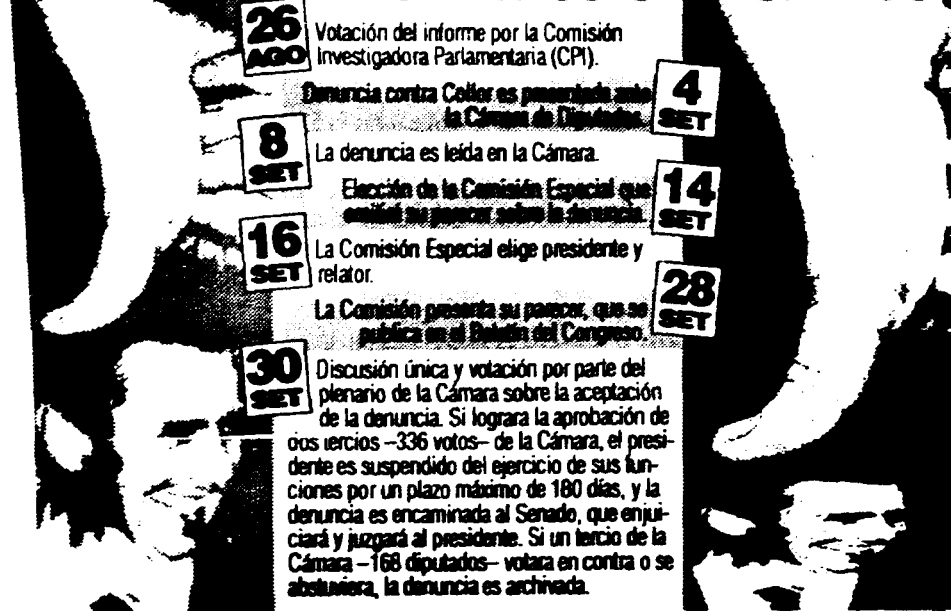 26
AGO
Votación del informe por la Comisión
Investigadora Parlamentaria (CPI).
4
SET
Denuncia contra Collor es presentada ante
la Cámara de Diputados.
8
SET
La denuncia es leída en la Cámara.
14
SET
Elección de la Comisión Especial que
emitirá su parecer sobre la denuncia.
16
SET
La Comisión Especial elige presidente y
relator.
28
SET
La Comisión presenta su parecer, que se
publica en el Boletín del Congreso.
30
SET
Discusión única y votación por parte del
plenario de la Cámara sobre la aceptación
de la denuncia. Si lograra la aprobación de
dos tercios –336 votos– de la Cámara, el presi-
dente es suspendido del ejercicio de sus fun-
ciones por un plazo máximo de 180 días, y la
denuncia es encaminada al Senado, que enjui-
ciará y juzgará al presidente. Si un tercio de la
Cámara –168 diputados– votara en contra o se
abstuviera, la denuncia es archivada.